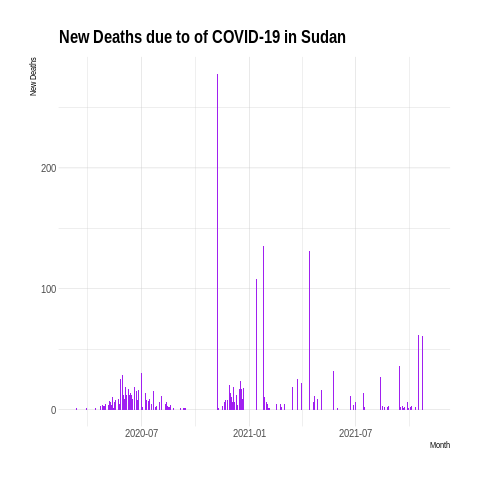 New Deaths due to of COVID-19 in Sudan
New Deaths
200
100
0
2020-07
2021-01
2021-07
Month